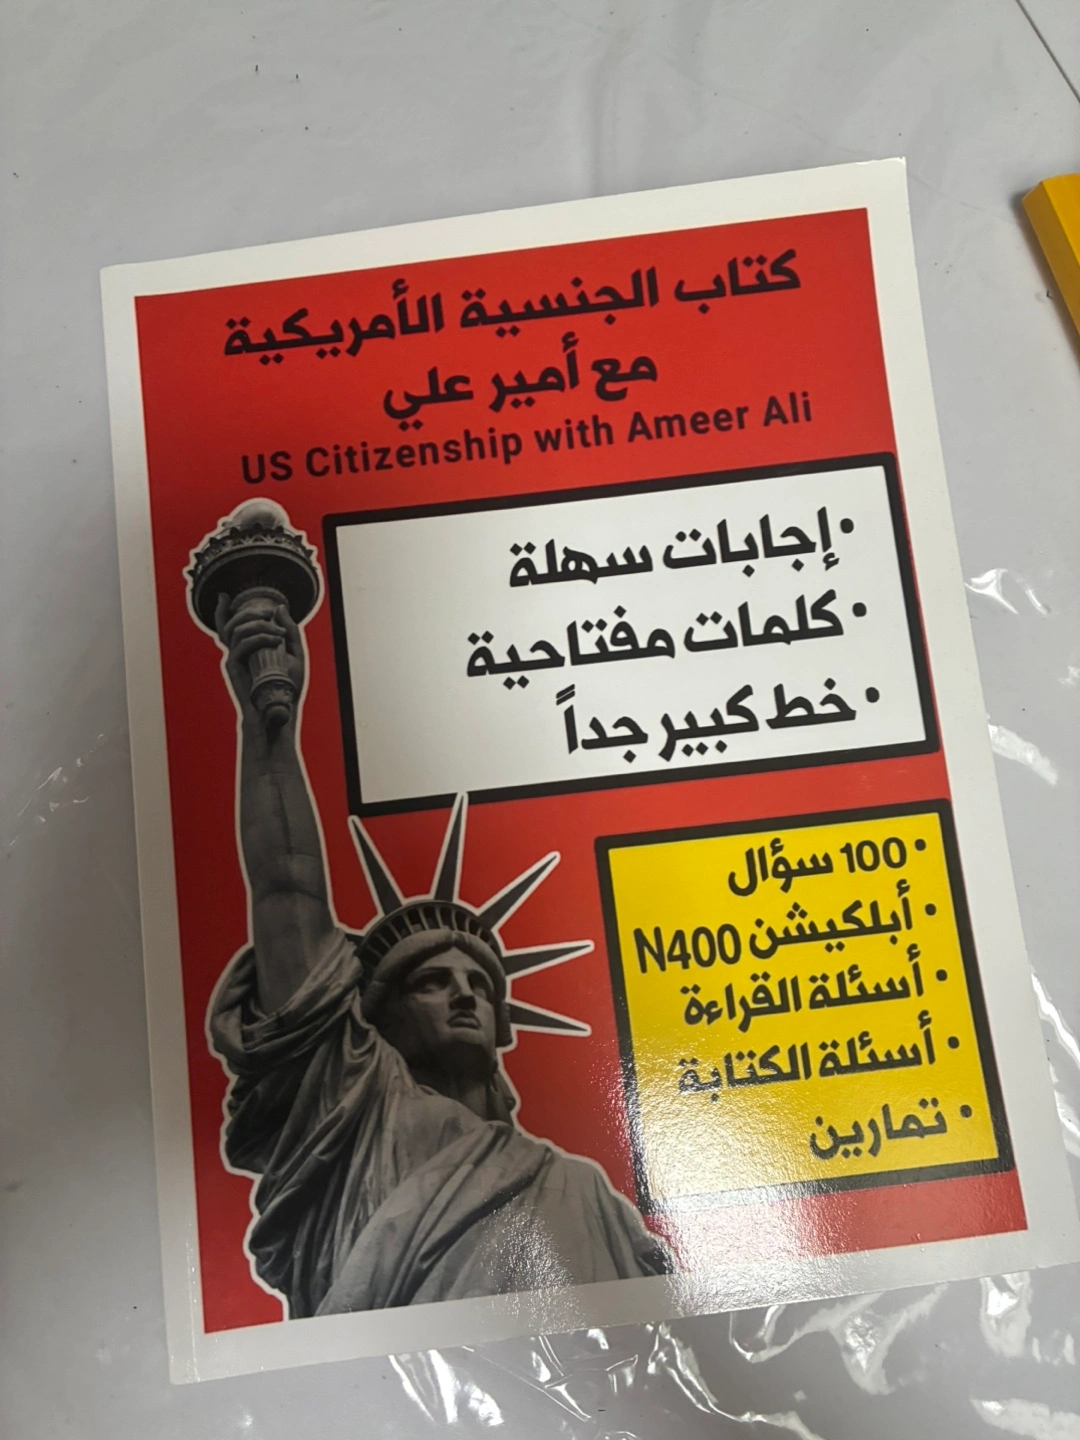 كتاب الجنسية الأمريكية
مع أمير علي
US Citizenship with Ameer Ali
• إجابات سهلة
• كلمات مفتاحية
• خط كبير جداً
• 100 سؤال
• أبلكيشن N400
• أسئلة القراءة
• أسئلة الكتابة
• تمارين